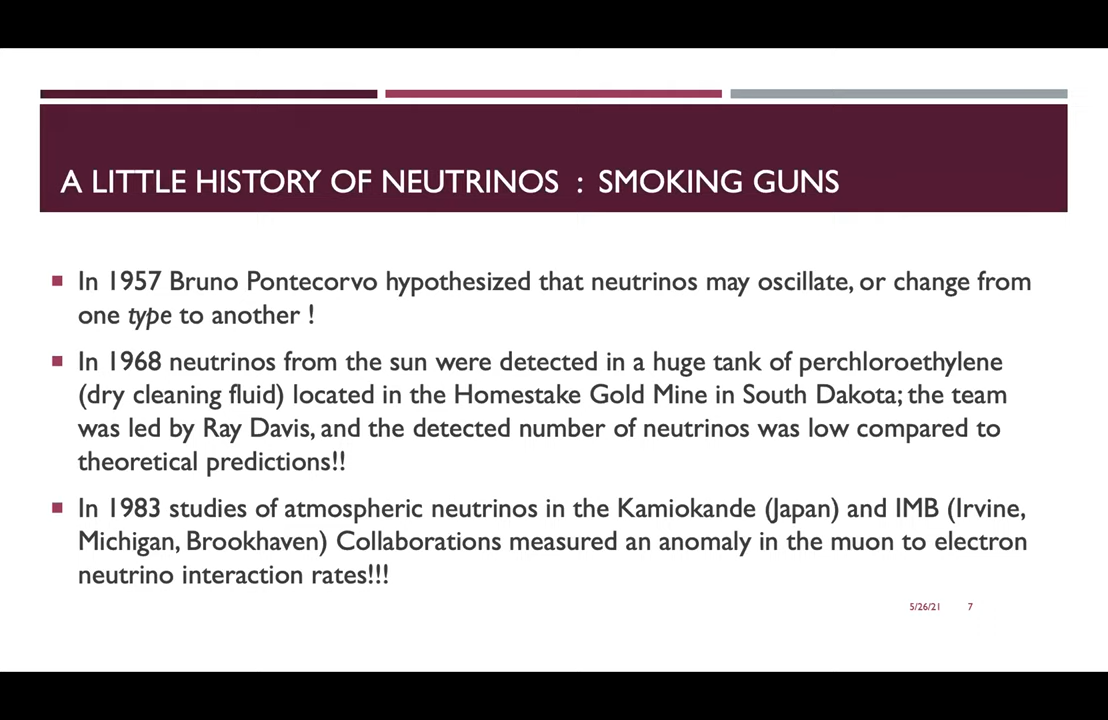 A LITTLE HISTORY OF NEUTRINOS : SMOKING GUNS
In 1957 Bruno Pontecorvo hypothesized that neutrinos may oscillate, or change from
one type to another !
In 1968 neutrinos from the sun were detected in a huge tank of perchloroethylene
(dry cleaning fluid) located in the Homestake Gold Mine in South Dakota; the team
was led by Ray Davis, and the detected number of neutrinos was low compared to
theoretical predictions!!
In 1983 studies of atmospheric neutrinos in the Kamiokande (Japan) and IMB (Irvine,
Michigan, Brookhaven) Collaborations measured an anomaly in the muon to electron
neutrino interaction rates!!!
5/26/21 7